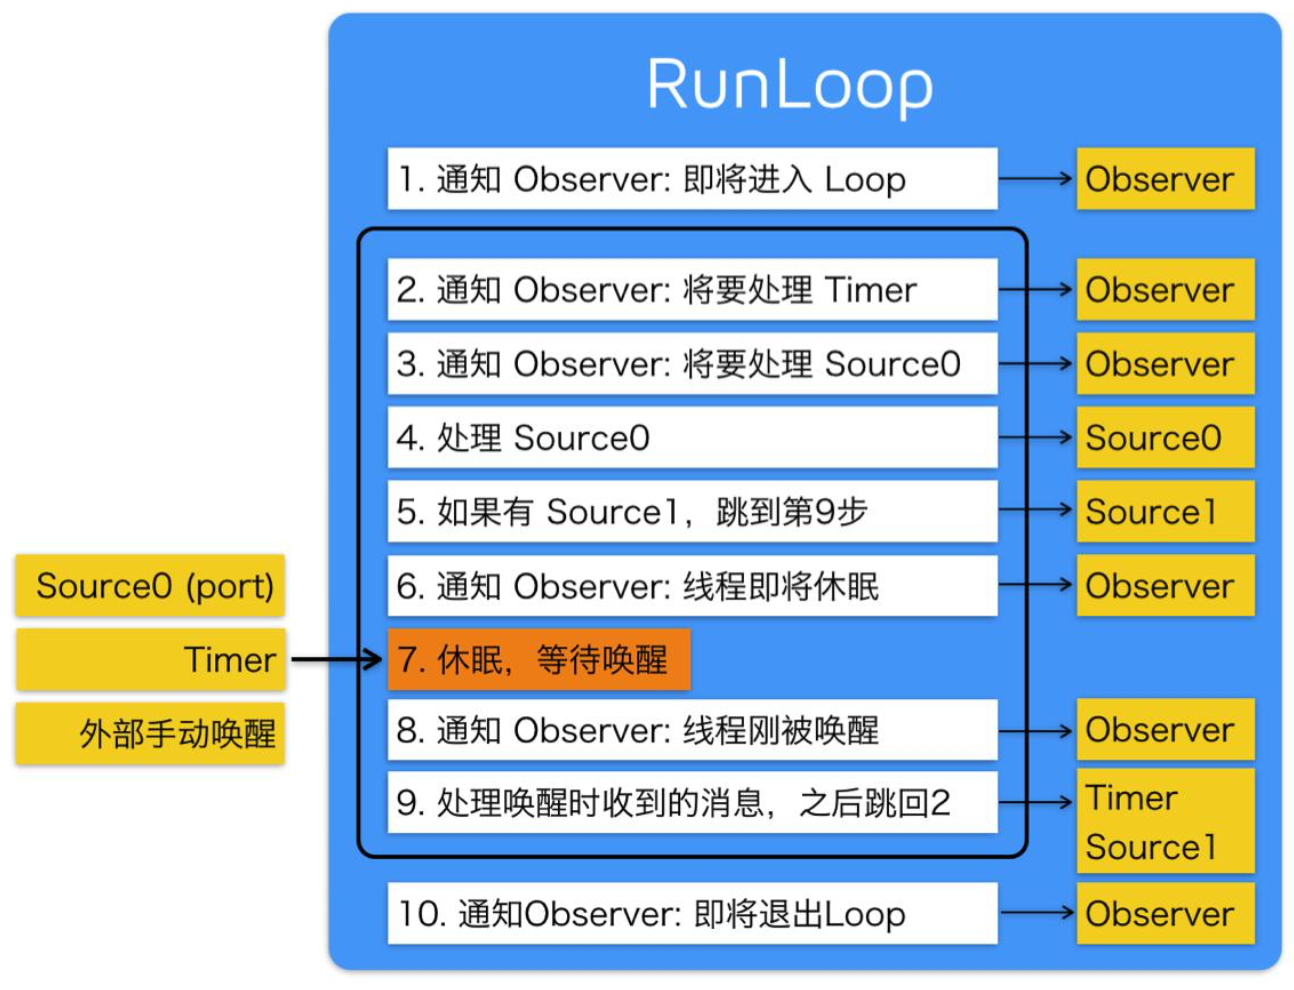 RunLoop
1. 通知 Observer: 即将进入 Loop
Observer
2. 通知 Observer: 将要处理 Timer
Observer
3. 通知 Observer: 将要处理 Source0
Observer
4. 处理 Source0
Source0
5. 如果有 Source1，跳到第9步
Source1
Source0 (port)
6. 通知 Observer: 线程即将休眠
Observer
Timer
7. 休眠，等待唤醒
外部手动唤醒
8. 通知 Observer: 线程刚被唤醒
Observer
9. 处理唤醒时收到的消息，之后跳回2
Timer
Source1
10. 通知Observer: 即将退出Loop
Observer